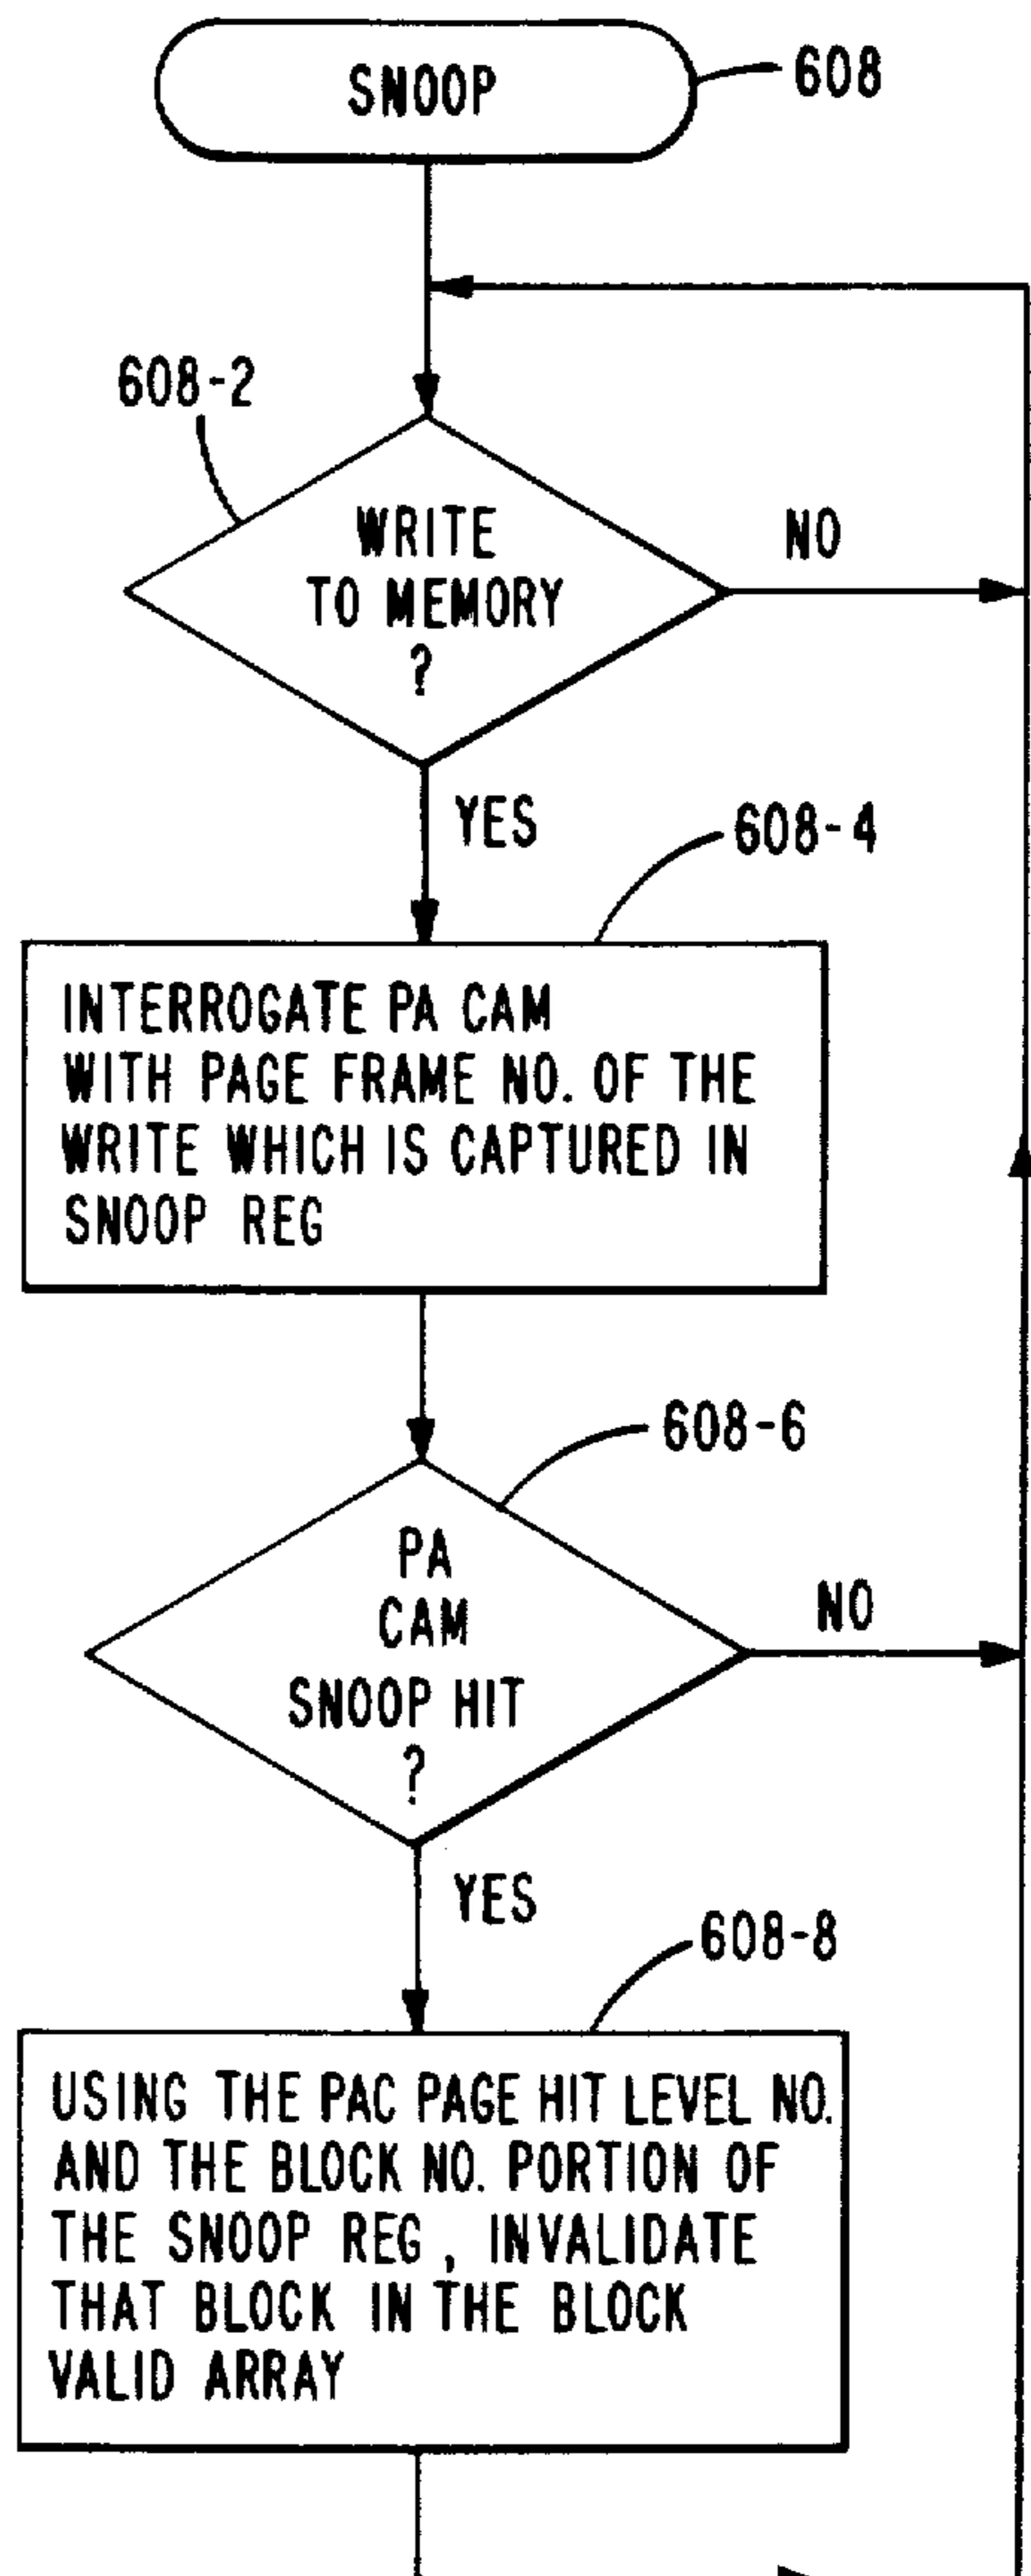 SNOOP
608
608-2
WRITE
TO MEMORY
?
NO
YES
608-4
INTERROGATE PA CAM
WITH PAGE FRAME NO. OF THE
WRITE WHICH IS CAPTURED IN
SNOOP REG
608-6
PA
CAM
SNOOP HIT
?
NO
YES
608-8
USING THE PAC PAGE HIT LEVEL NO.
AND THE BLOCK NO. PORTION OF
THE SNOOP REG, INVALIDATE
THAT BLOCK IN THE BLOCK
VALID ARRAY